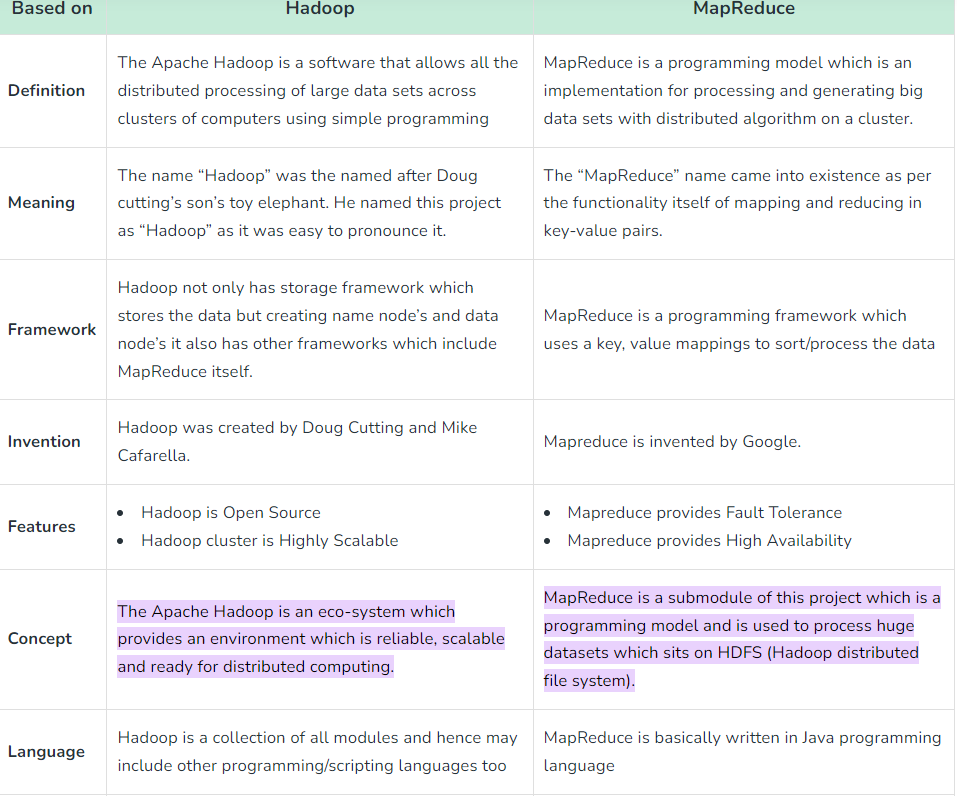 Based on
Hadoop
MapReduce
Definition
The Apache Hadoop is a software that allows all the
distributed processing of large data sets across
clusters of computers using simple programming
MapReduce is a programming model which is an
implementation for processing and generating big
data sets with distributed algorithm on a cluster.
Meaning
The name “Hadoop” was the named after Doug
cutting’s son’s toy elephant. He named this project
as “Hadoop” as it was easy to pronounce it.
The “MapReduce” name came into existence as per
the functionality itself of mapping and reducing in
key-value pairs.
Framework
Hadoop not only has storage framework which
stores the data but creating name node’s and data
node’s it also has other frameworks which include
MapReduce itself.
MapReduce is a programming framework which
uses a key, value mappings to sort/process the data
Invention
Hadoop was created by Doug Cutting and Mike
Cafarella.
Mapreduce is invented by Google.
Features
• Hadoop is Open Source
• Hadoop cluster is Highly Scalable
• Mapreduce provides Fault Tolerance
• Mapreduce provides High Availability
Concept
The Apache Hadoop is an eco-system which
provides an environment which is reliable, scalable
and ready for distributed computing.
MapReduce is a submodule of this project which is a
programming model and is used to process huge
datasets which sits on HDFS (Hadoop distributed
file system).
Language
Hadoop is a collection of all modules and hence may
include other programming/scripting languages too
MapReduce is basically written in Java programming
language